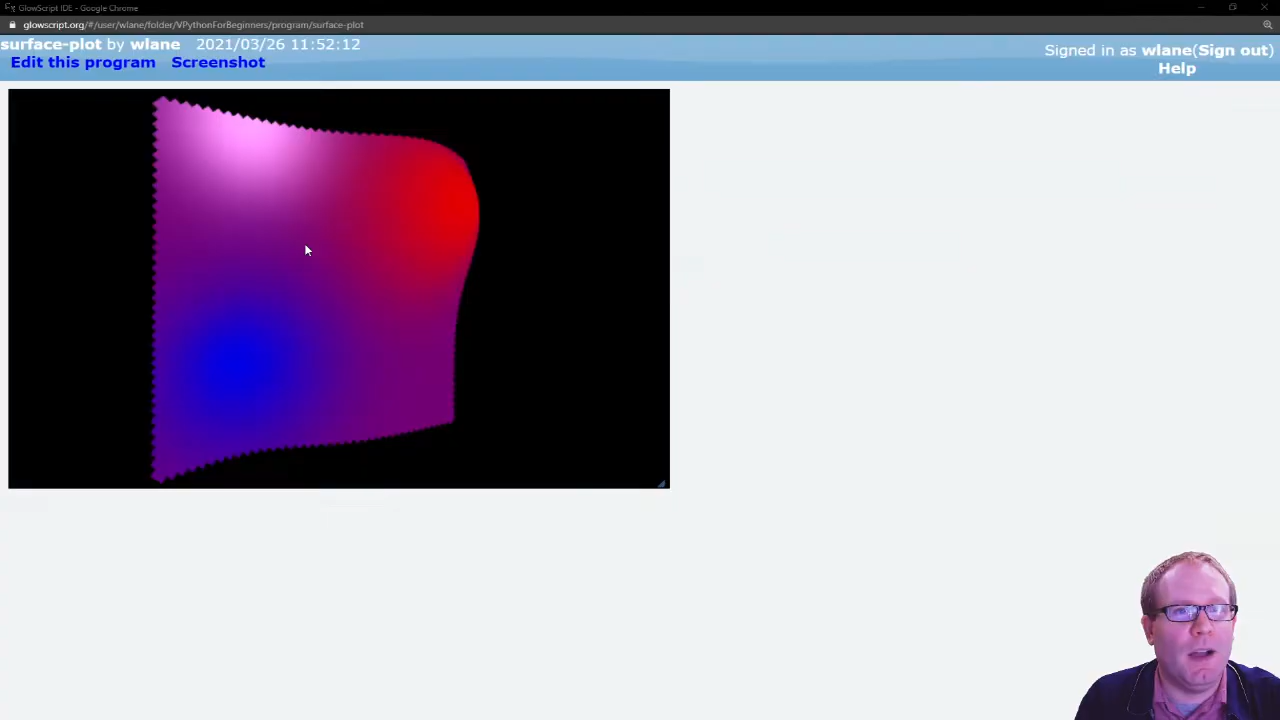 GlowScript IDE - Google Chrome
glowscript.org/#/user/wlane/folder/VPythonForBeginners/program/surface-plot
surface-plot by wlane 2021/03/26 11:52:12
Signed in as wlane(Sign out)
Edit this program Screenshot
Help